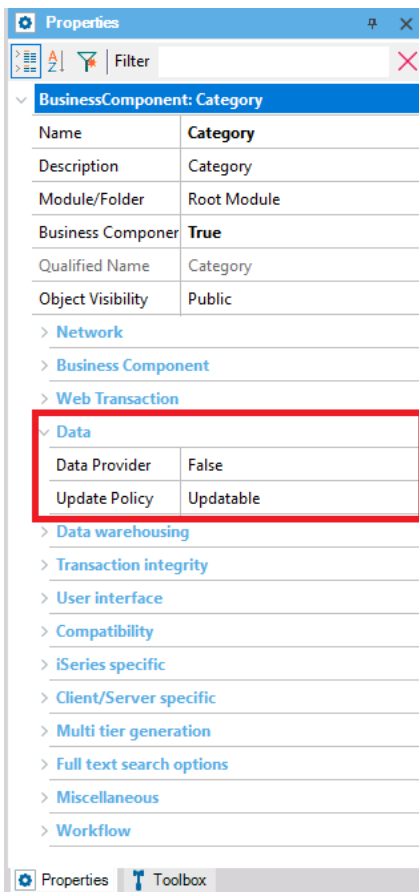 Properties
Filter
BusinessComponent: Category
Name Category
Description Category
Module/Folder Root Module
Business Componer True
Qualified Name Category
Object Visibility Public
Network
Business Component
Web Transaction
Data
Data Provider False
Update Policy Updatable
Data warehousing
Transaction integrity
User interface
Compatibility
iSeries specific
Client/Server specific
Multi tier generation
Full text search options
Miscellaneous
Workflow
Properties Toolbox